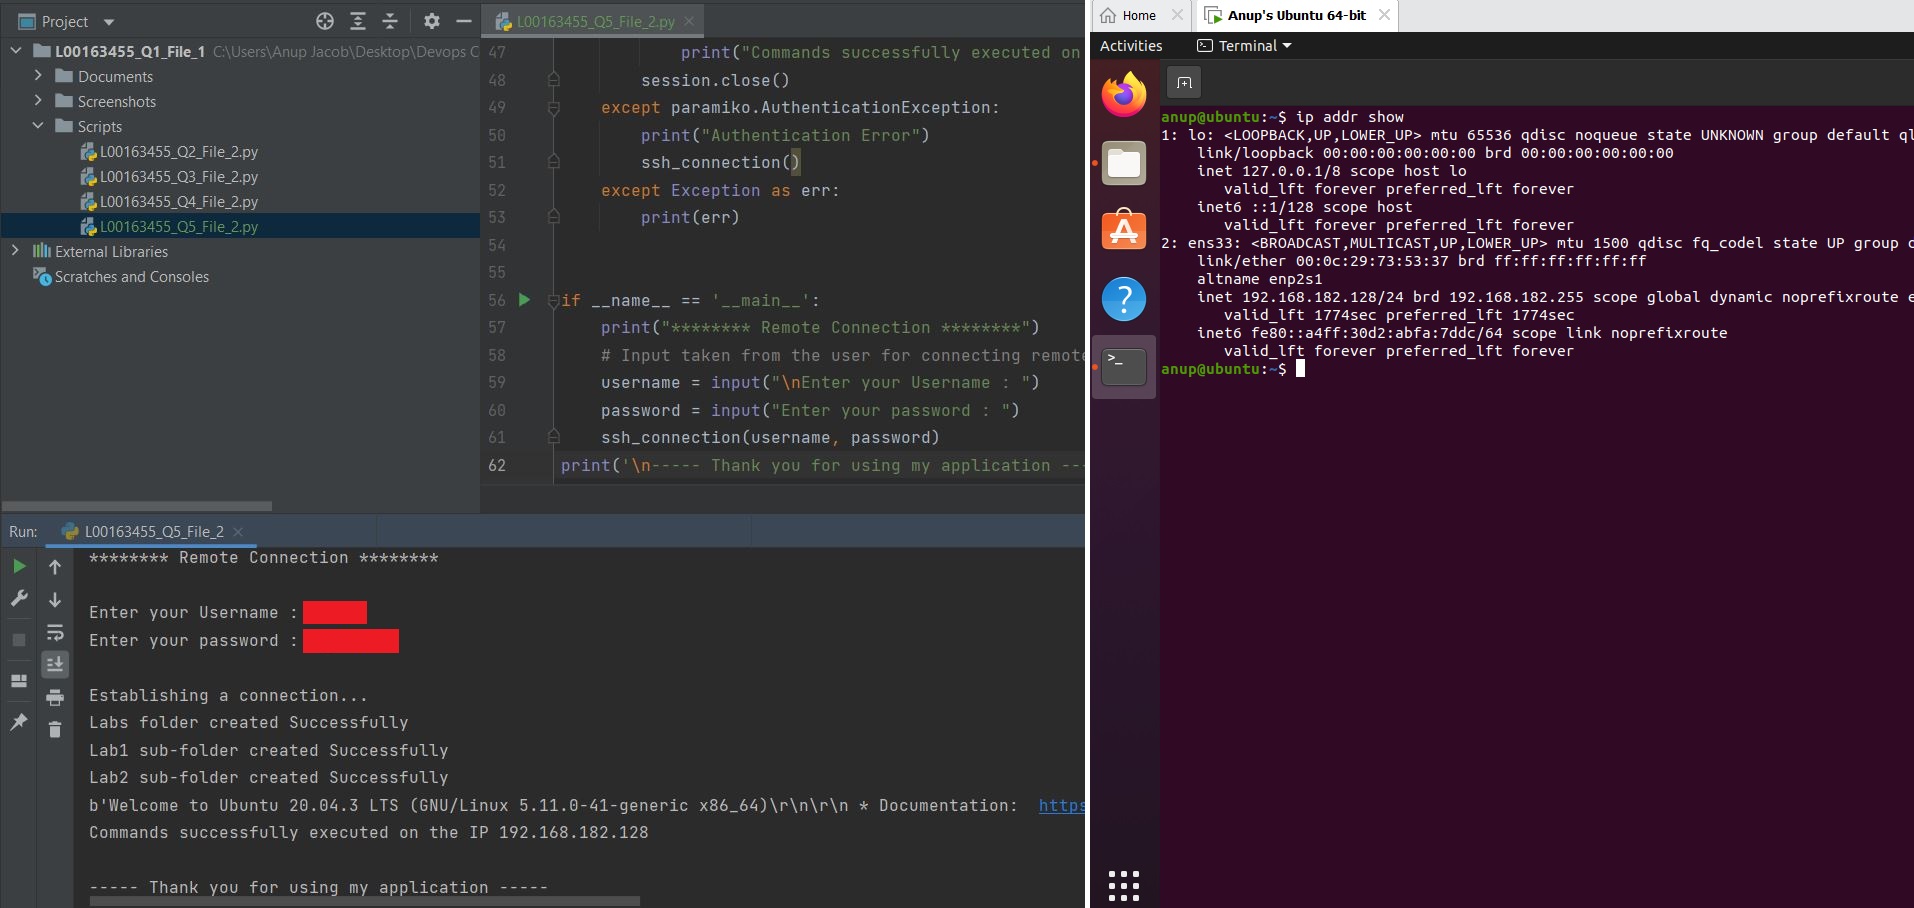 Project
L00163455_Q1_File_1 C:\Users\Anup Jacob\Desktop\Devops C
Documents
Screenshots
Scripts
L00163455_Q2_File_2.py
L00163455_Q3_File_2.py
L00163455_Q4_File_2.py
L00163455_Q5_File_2.py
External Libraries
Scratches and Consoles
L00163455_Q5_File_2.py
47 print("Commands successfully executed on
48 session.close()
49 except paramiko.AuthenticationException:
50 print("Authentication Error")
51 ssh_connection()
52 except Exception as err:
53 print(err)
54
55
56 if __name__ == '__main__':
57 print("******** Remote Connection ********")
58 # Input taken from the user for connecting remote
59 username = input("\nEnter your Username : ")
60 password = input("Enter your password : ")
61 ssh_connection(username, password)
62 print('\n----- Thank you for using my application --
Run: L00163455_Q5_File_2
******** Remote Connection ********
Enter your Username :
Enter your password :
Establishing a connection...
Labs folder created Successfully
Lab1 sub-folder created Successfully
Lab2 sub-folder created Successfully
b'Welcome to Ubuntu 20.04.3 LTS (GNU/Linux 5.11.0-41-generic x86_64)\r\n\r\n * Documentation: https
Commands successfully executed on the IP 192.168.182.128
----- Thank you for using my application -----
Home
Anup's Ubuntu 64-bit
Activities
Terminal
anup@ubuntu:~$ ip addr show
1: lo: <LOOPBACK,UP,LOWER_UP> mtu 65536 qdisc noqueue state UNKNOWN group default ql
link/loopback 00:00:00:00:00:00 brd 00:00:00:00:00:00
inet 127.0.0.1/8 scope host lo
valid_lft forever preferred_lft forever
inet6 ::1/128 scope host
valid_lft forever preferred_lft forever
2: ens33: <BROADCAST,MULTICAST,UP,LOWER_UP> mtu 1500 qdisc fq_codel state UP group
link/ether 00:0c:29:73:53:37 brd ff:ff:ff:ff:ff:ff
altname enp2s1
inet 192.168.182.128/24 brd 192.168.182.255 scope global dynamic noprefixroute
valid_lft 1774sec preferred_lft 1774sec
inet6 fe80::a4ff:30d2:abfa:7ddc/64 scope link noprefixroute
valid_lft forever preferred_lft forever
anup@ubuntu:~$